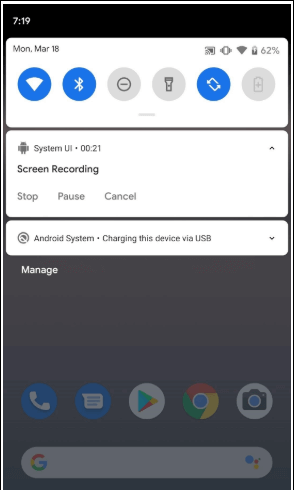 7:19
Mon, Mar 18 62%
System UI • 00:21
Screen Recording
Stop Pause Cancel
Android System • Charging this device via USB
Manage
G